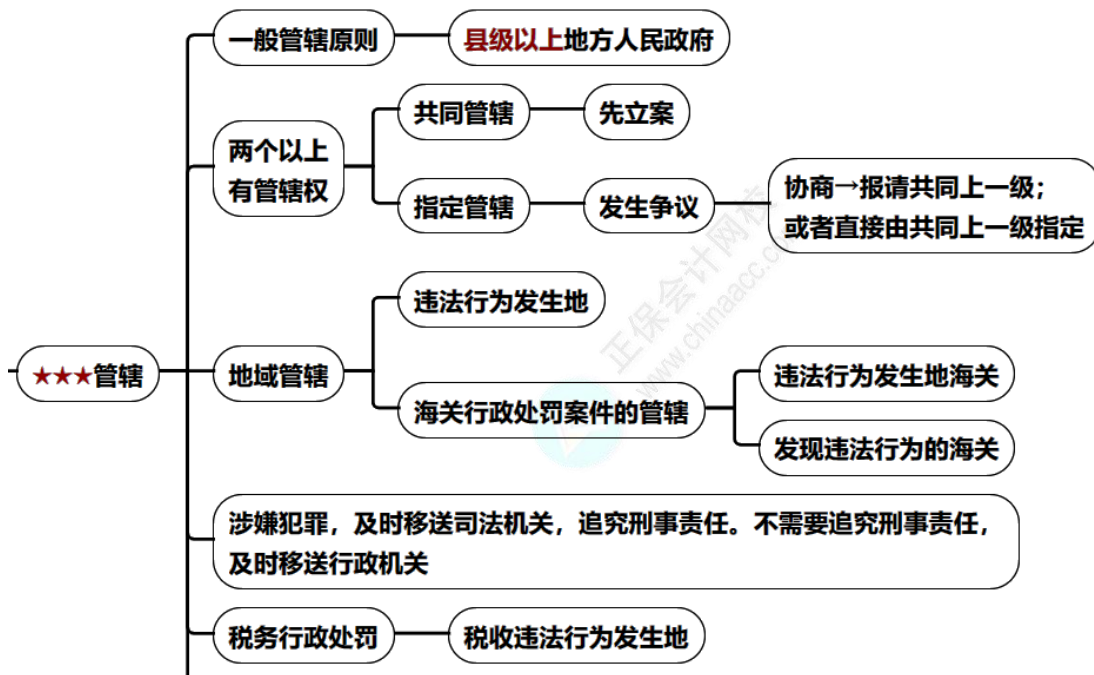 一般管辖原则
县级以上地方人民政府
两个以上
有管辖权
共同管辖
先立案
指定管辖
发生争议
协商→报请共同上一级；
或者直接由共同上一级指定
★★★管辖
地域管辖
违法行为发生地
海关行政处罚案件的管辖
违法行为发生地海关
发现违法行为的海关
涉嫌犯罪，及时移送司法机关，追究刑事责任。不需要追究刑事责任，
及时移送行政机关
税务行政处罚
税收违法行为发生地
正保会计网校
www.chinaacc.com